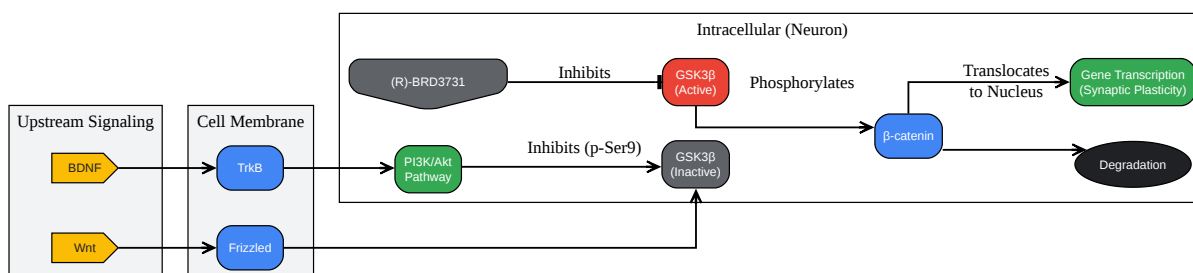 Intracellular (Neuron)
(R)-BRD3731
Inhibits
GSK3β
(Active)
Phosphorylates
Translocates
to Nucleus
Gene Transcription
(Synaptic Plasticity)
Upstream Signaling
Cell Membrane
β-catenin
BDNF
TrkB
PI3K/Akt
Pathway
Inhibits (p-Ser9)
GSK3β
(Inactive)
Degradation
Wnt
Frizzled